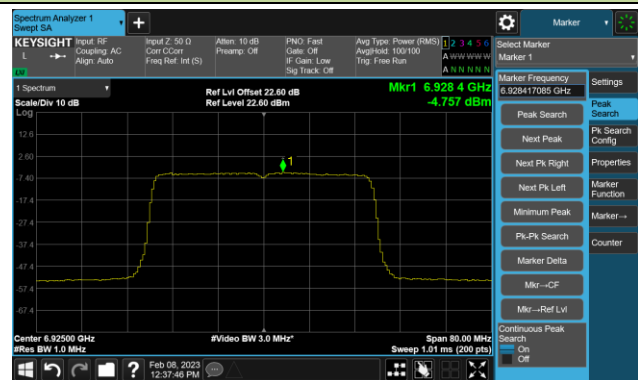 Spectrum Analyzer 1
Swept SA
+
Marker
KEYSIGHT
L
LW
Input: RF
Coupling: AC
Align: Auto
Input Z: 50 Ω
Corr CCorr
Freq Ref: Int (S)
Atten: 10 dB
Preamp: Off
PNO: Fast
Gate: Off
IF Gain: Low
Sig Track: Off
Avg Type: Power (RMS)
Avg|Hold: 100/100
Trig: Free Run
1 2 3 4 5 6
A W W W W W
A N N N N N
Select Marker
Marker 1
1 Spectrum
Scale/Div 10 dB
Log
Ref Lvl Offset 22.60 dB
Ref Level 22.60 dBm
Mkr1 6.928 4 GHz
-4.757 dBm
12.6
2.60
-7.40
-17.4
-27.4
-37.4
-47.4
-57.4
-67.4
1
Center 6.92500 GHz
#Res BW 1.0 MHz
#Video BW 3.0 MHz*
Span 80.00 MHz
Sweep 1.01 ms (200 pts)
Marker Frequency
6.928417085 GHz
Peak Search
Next Peak
Next Pk Right
Next Pk Left
Minimum Peak
Pk-Pk Search
Marker Delta
Mkr→CF
Mkr→Ref Lvl
Continuous Peak
Search
On
Off
Settings
Peak
Search
Pk Search
Config
Properties
Marker
Function
Marker→
Counter
?
Feb 08, 2023
12:37:46 PM